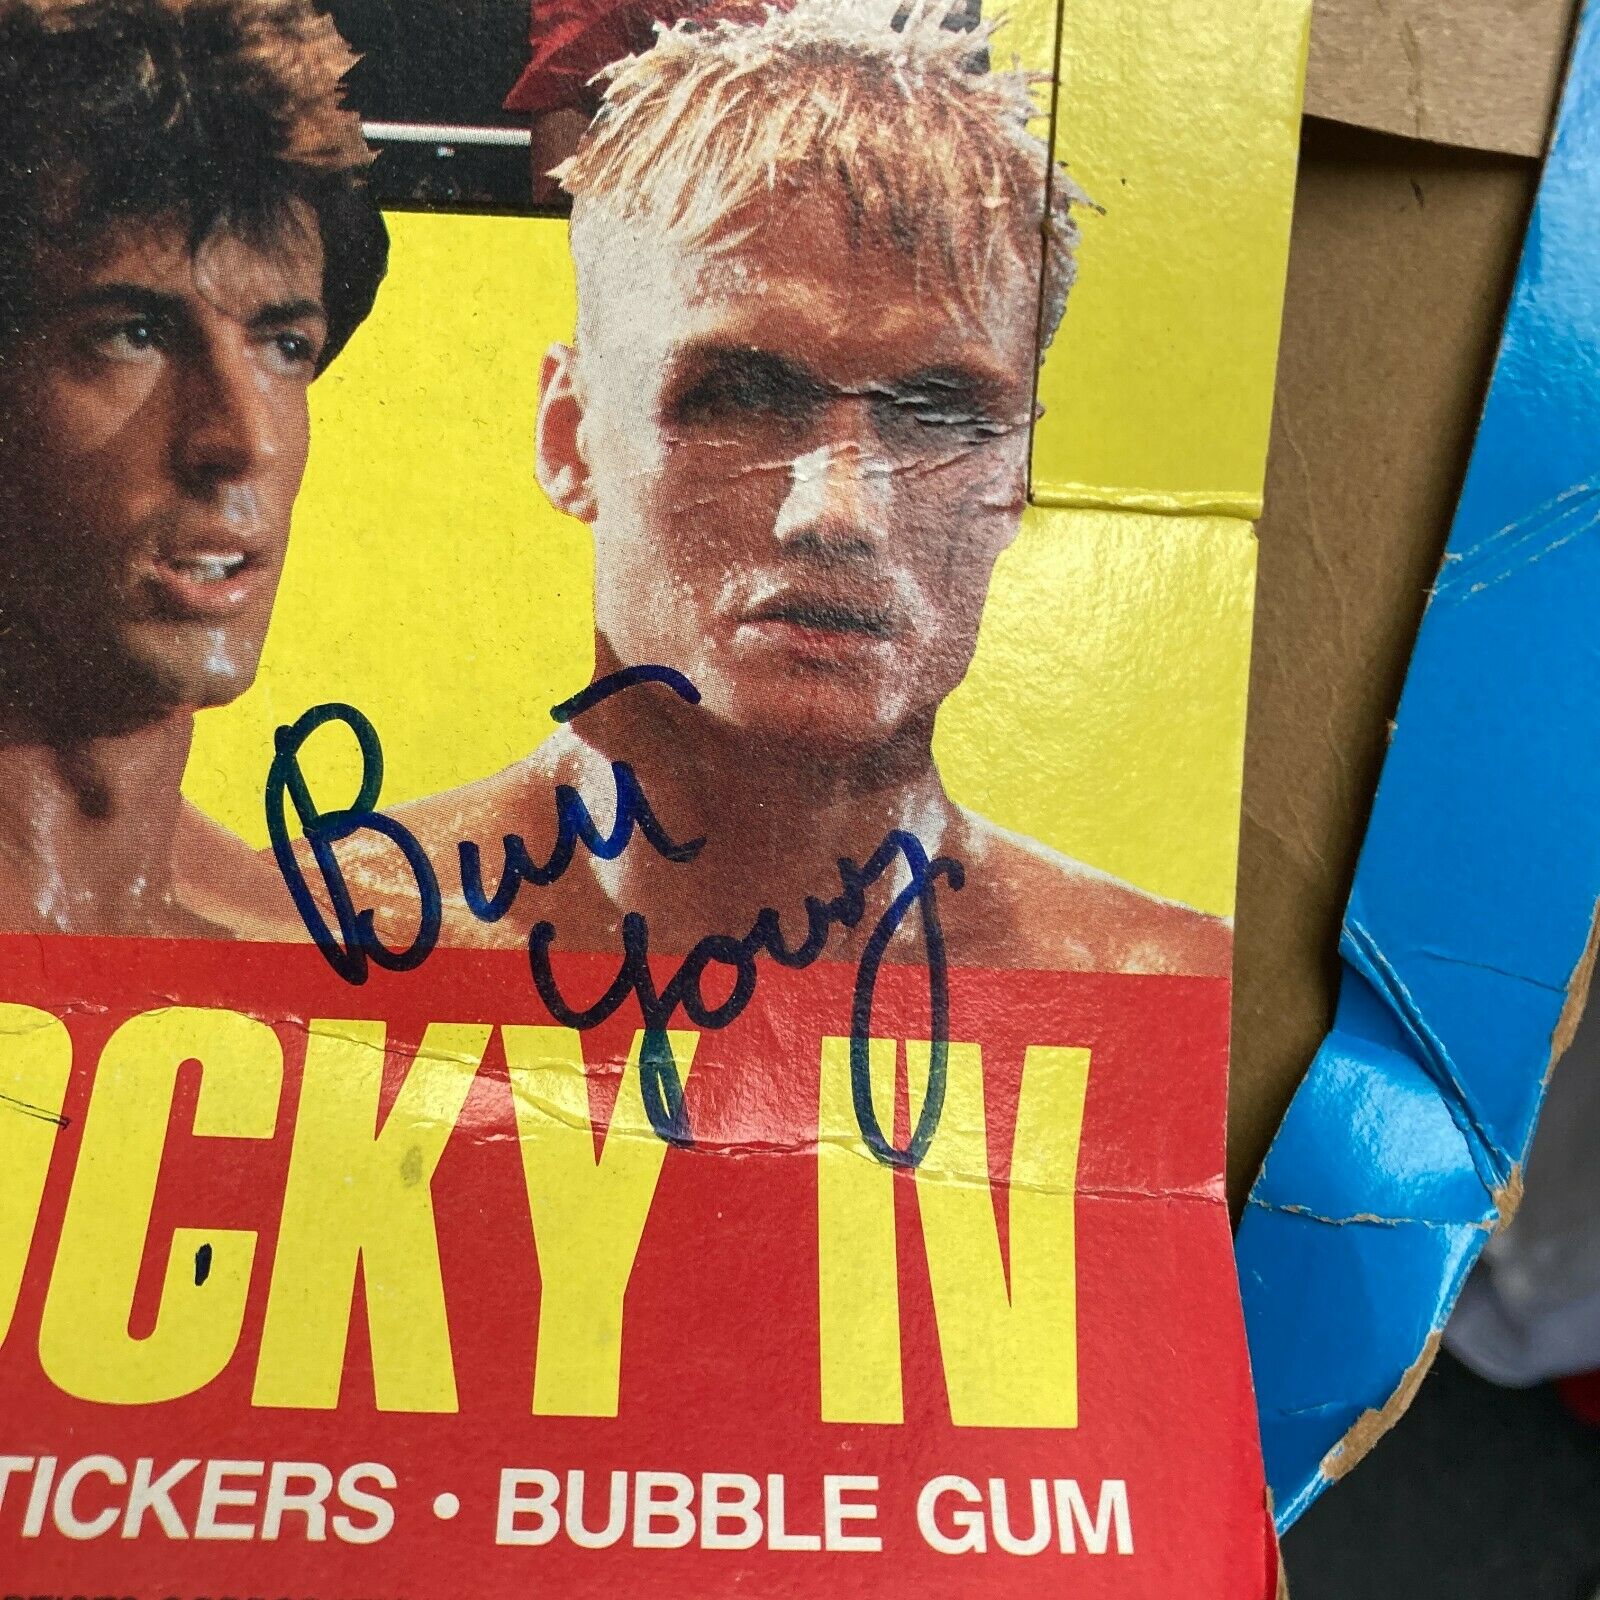 Burt
Young
OCKY IV
TICKERS • BUBBLE GUM